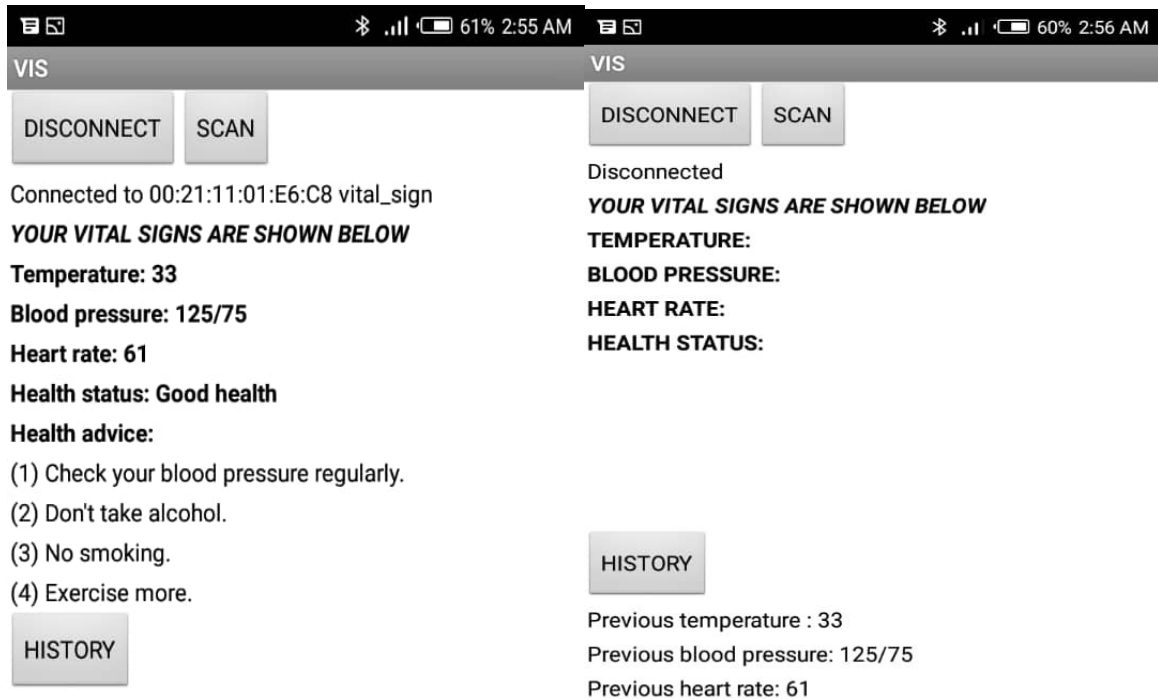 61% 2:55 AM
VIS
DISCONNECT SCAN
Connected to 00:21:11:01:E6:C8 vital_sign
YOUR VITAL SIGNS ARE SHOWN BELOW
Temperature: 33
Blood pressure: 125/75
Heart rate: 61
Health status: Good health
Health advice:
(1) Check your blood pressure regularly.
(2) Don't take alcohol.
(3) No smoking.
(4) Exercise more.
HISTORY
60% 2:56 AM
VIS
DISCONNECT SCAN
Disconnected
YOUR VITAL SIGNS ARE SHOWN BELOW
TEMPERATURE:
BLOOD PRESSURE:
HEART RATE:
HEALTH STATUS:
HISTORY
Previous temperature : 33
Previous blood pressure: 125/75
Previous heart rate: 61